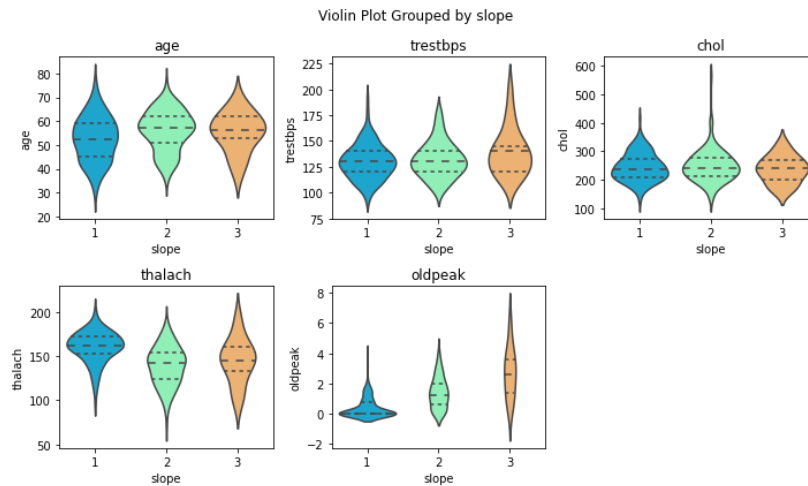 Violin Plot Grouped by slope
age
80
70
60
50
40
30
20
age
1 2 3
slope
trestbps
225
200
175
150
125
100
75
trestbps
1 2 3
slope
chol
600
500
400
300
200
100
chol
1 2 3
slope
thalach
200
150
100
50
thalach
1 2 3
slope
oldpeak
8
6
4
2
0
−2
oldpeak
1 2 3
slope